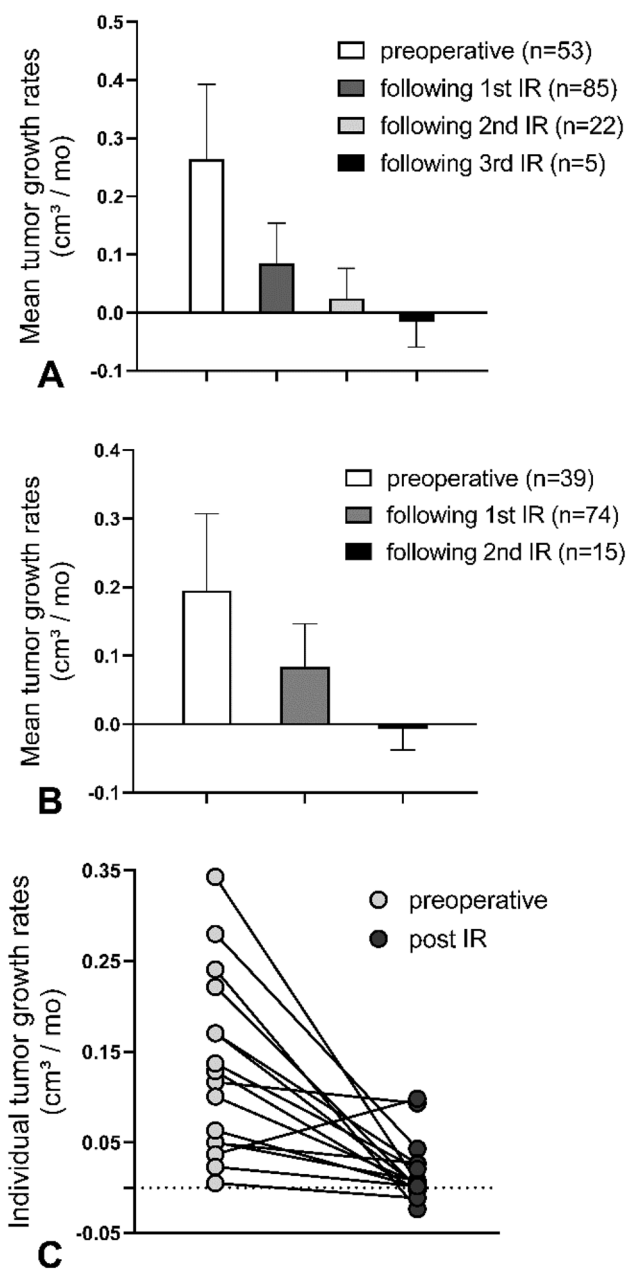 0.5
0.4
0.3
0.2
0.1
0.0
-0.1
Mean tumor growth rates
(cm³ / mo)
preoperative (n=53)
following 1st IR (n=85)
following 2nd IR (n=22)
following 3rd IR (n=5)
A
0.4
0.3
0.2
0.1
0.0
-0.1
Mean tumor growth rates
(cm³ / mo)
preoperative (n=39)
following 1st IR (n=74)
following 2nd IR (n=15)
B
0.35
0.25
0.15
0.05
-0.05
Individual tumor growth rates
(cm³ / mo)
preoperative
post IR
C